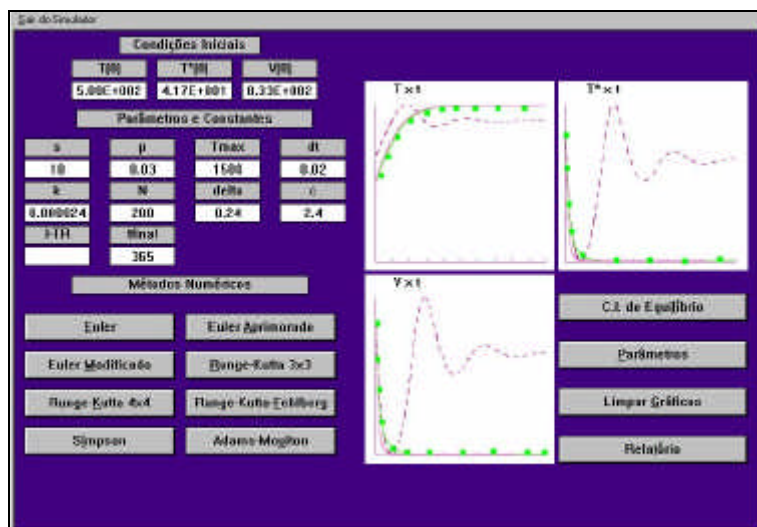 Sair do Simulador
Condições Iniciais
T(0) T*(0) V(0)
5.00E+002 4.17E+001 8.33E+002
Parâmetros e Constantes
s p Tmax dt
10 0.03 1500 0.02
k N delta c
0.000024 200 0.24 2.4
tfinal
365
Métodos Numéricos
Euler Euler Aprimorado
Euler Modificado Runge-Kutta 3x3
Runge-Kutta 4x4 Runge-Kutta-Fehlberg
Simpson Adams-Moulton
T x t
T* x t
V x t
C.I. de Equilíbrio
Parâmetros
Limpar Gráficos
Relatório